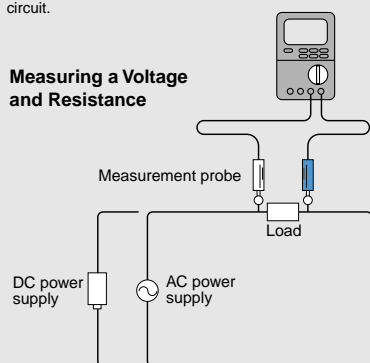 circuit.
Measuring a Voltage
and Resistance
Measurement probe
Load
DC power
supply
AC power
supply